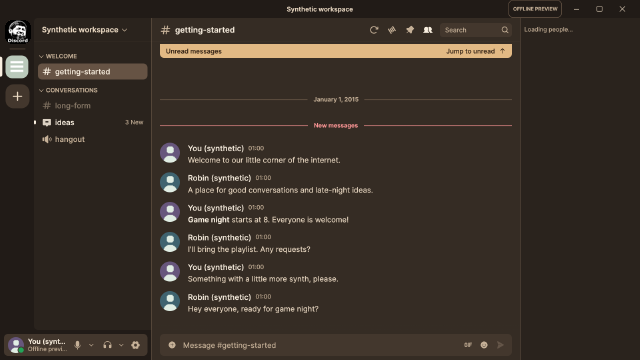 Synthetic workspace
OFFLINE PREVIEW
Discord
Synthetic workspace
getting-started
Search
Loading people...
Unread messages
Jump to unread
WELCOME
getting-started
CONVERSATIONS
long-form
ideas
3 New
hangout
January 1, 2015
New messages
You (synthetic) 01:00
Welcome to our little corner of the internet.
Robin (synthetic) 01:00
A place for good conversations and late-night ideas.
You (synthetic) 01:00
Game night starts at 8. Everyone is welcome!
Robin (synthetic) 01:00
I'll bring the playlist. Any requests?
You (synthetic) 01:00
Something with a little more synth, please.
Robin (synthetic) 01:00
Hey everyone, ready for game night?
You (synt...
Offline previ...
Message #getting-started
GIF